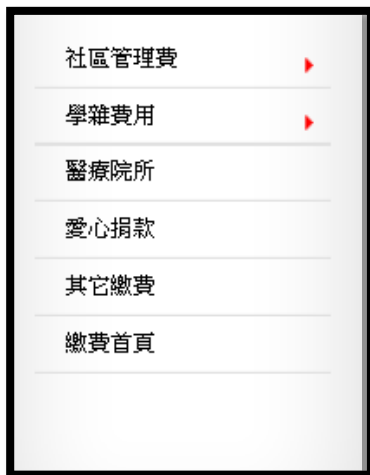 社區管理費
學雜費用
醫療院所
愛心捐款
其它繳費
繳費首頁